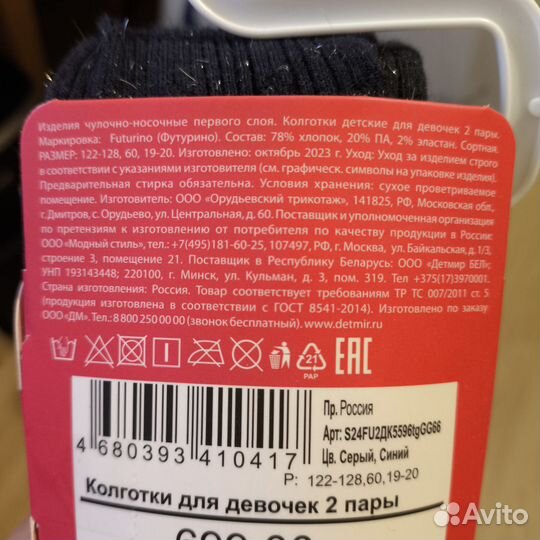 Изделия чулочно-носочные первого слоя. Колготки детские для девочек 2 пары.
Маркировка: Futurino (Футурино). Состав: 78% хлопок, 20% ПА, 2% эластан. Сортная.
РАЗМЕР: 122-128, 60, 19-20. Изготовлено: октябрь 2023 г. Уход: Уход за изделием строго
в соответствии с указаниями изготовителя (см. графическ. символы на упаковке изделия).
Предварительная стирка обязательна. Условия хранения: сухое проветриваемое
помещение. Изготовитель: ООО «Орудьевский трикотаж», 141825, РФ, Московская обл.,
г.Дмитров, с. Орудьево, ул. Центральная, д. 60. Поставщик и уполномоченная организация
по претензиям к изготовителю от потребителя по качеству продукции в России:
ООО «Модный стиль», тел.:+7(495)181-60-25, 107497, РФ, г. Москва, ул. Байкальская, д. 1/3,
строение 3, помещение 21. Поставщик в Республику Беларусь: ООО «Детмир БЕЛ»;
УНП 193143448; 220100, г. Минск, ул. Кульман, д. 3, пом. 319. Тел +375(17)3970001.
Страна изготовления: Россия. Товар соответствует требованиям ТР ТС 007/2011 ст. 5
(продукция изготовлена в соответствии с ГОСТ 8541-2014). Изготовлено по заказу
ООО «ДМ».Тел.: 8 800 250 00 00 (звонок бесплатный). www.detmir.ru
21
PAP
EAC
Пр. Россия
Арт: S24FU2ДК5596tgGG66
Цв. Серый, Синий
4 680393 410417
Р: 122-128,60,19-20
Колготки для девочек 2 пары
Avito